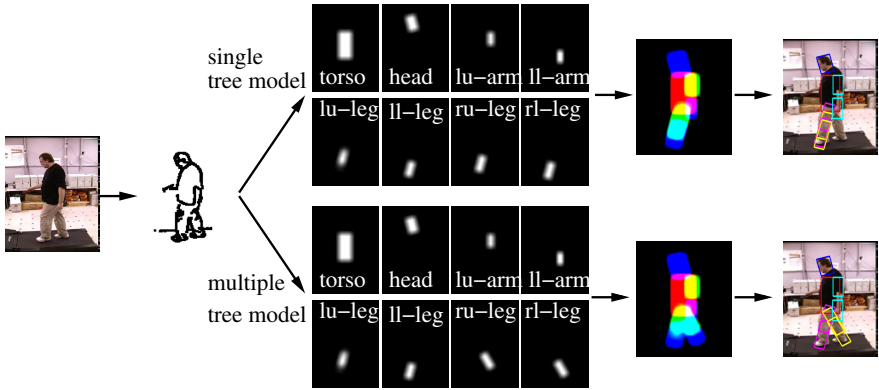 single
tree model
torso
head
lu-arm
ll-arm
lu-leg
ll-leg
ru-leg
rl-leg
multiple
tree model
torso
head
lu-arm
ll-arm
lu-leg
ll-leg
ru-leg
rl-leg